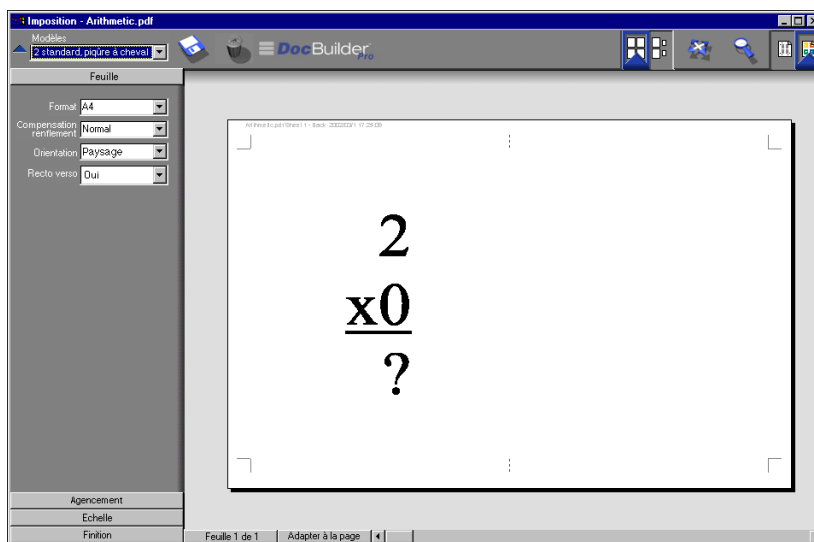 Imposition - Arithmetic.pdf
Modèles
2 standard, piqûre à cheval
DocBuilder Pro
Feuille
Format A4
Compensation renflement Normal
Orientation Paysage
Recto verso Oui
2
x0
?
Agencement
Echelle
Finition
Feuille 1 de 1
Adapter à la page